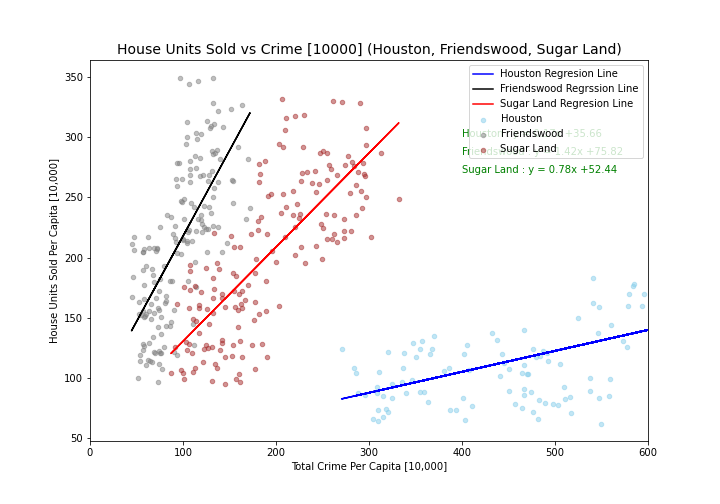 House Units Sold vs Crime [10000] (Houston, Friendswood, Sugar Land)
350
300
250
200
150
100
50
House Units Sold Per Capita [10,000]
0
100
200
300
400
500
600
Total Crime Per Capita [10,000]
Houston Regresion Line
Friendswood Regrssion Line
Sugar Land Regresion Line
Houston
Friendswood
Sugar Land
+35.66
1.42x +75.82
Sugar Land : y = 0.78x +52.44